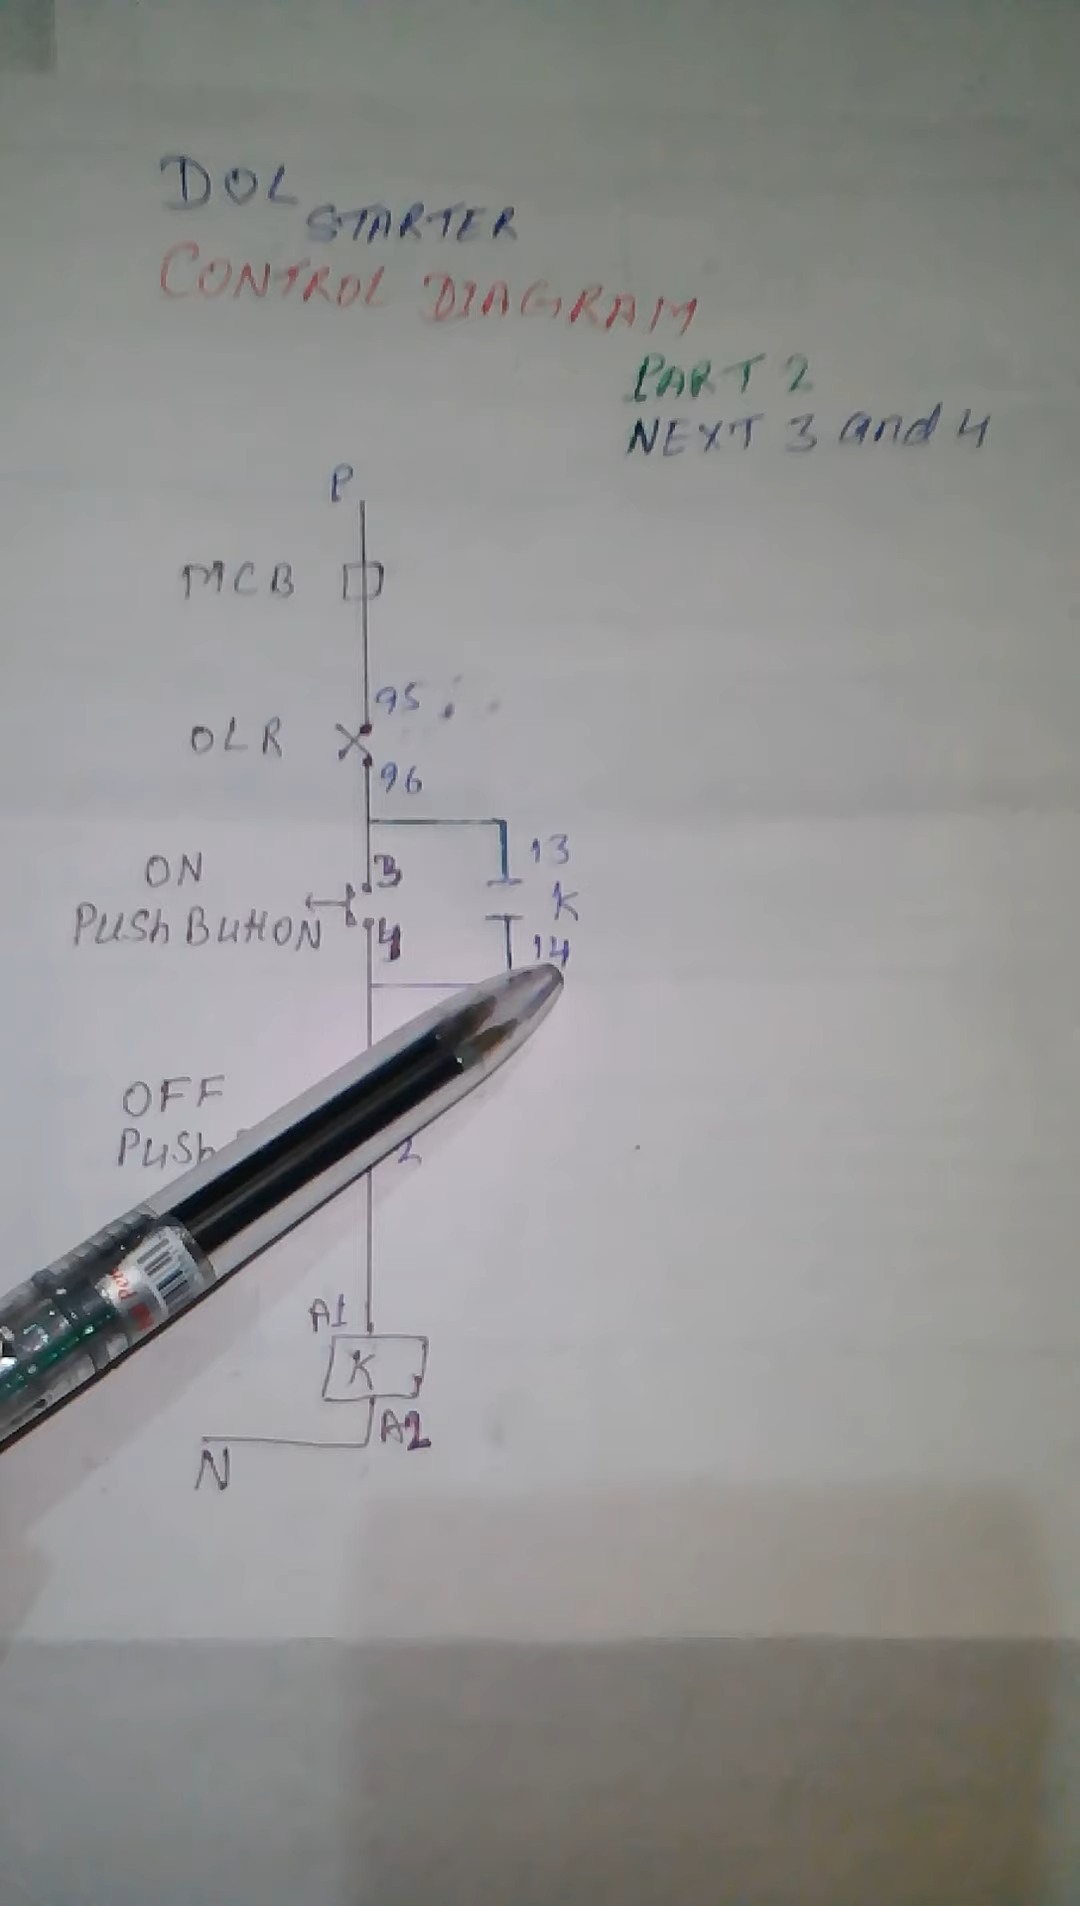 DOL
STARTER
CONTROL DIAGRAM
PART 2
NEXT 3 and 4
P
MCB
95
OLR
96
13
ON
3
K
PUSH BUTTON
4
14
OFF
PUSh
2
A1
K
A2
N